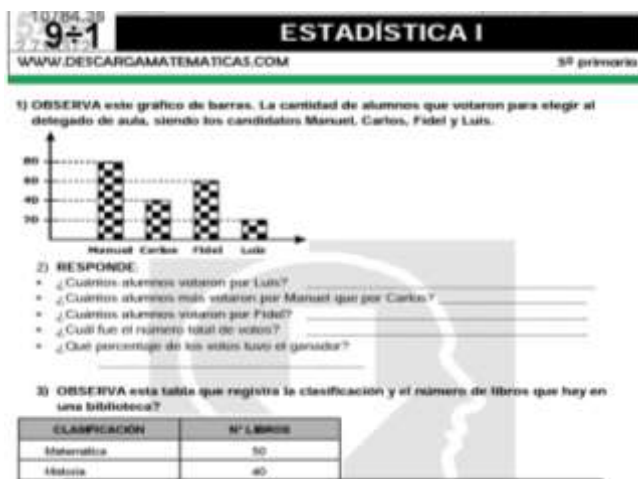 10784.38
9÷1
ESTADÍSTICA I
WWW.DESCARGAMATEMATICAS.COM
5º primaria
1) OBSERVA este gráfico de barras. La cantidad de alumnos que votaron para elegir al
delegado de aula, siendo los candidatos Manuel, Carlos, Fidel y Luis.
80
60
40
20
Manuel Carlos Fidel Luis
2) RESPONDE:
• ¿Cuántos alumnos votaron por Luis?
• ¿Cuántos alumnos más votaron por Manuel que por Carlos?
• ¿Cuántos alumnos votaron por Fidel?
• ¿Cuál fue el número total de votos?
• ¿Qué porcentaje de los votos tuvo el ganador?
3) OBSERVA esta tabla que registra la clasificación y el número de libros que hay en
una biblioteca?
CLASIFICACIÓN N° LIBROS
Matemática 50
Historia 40